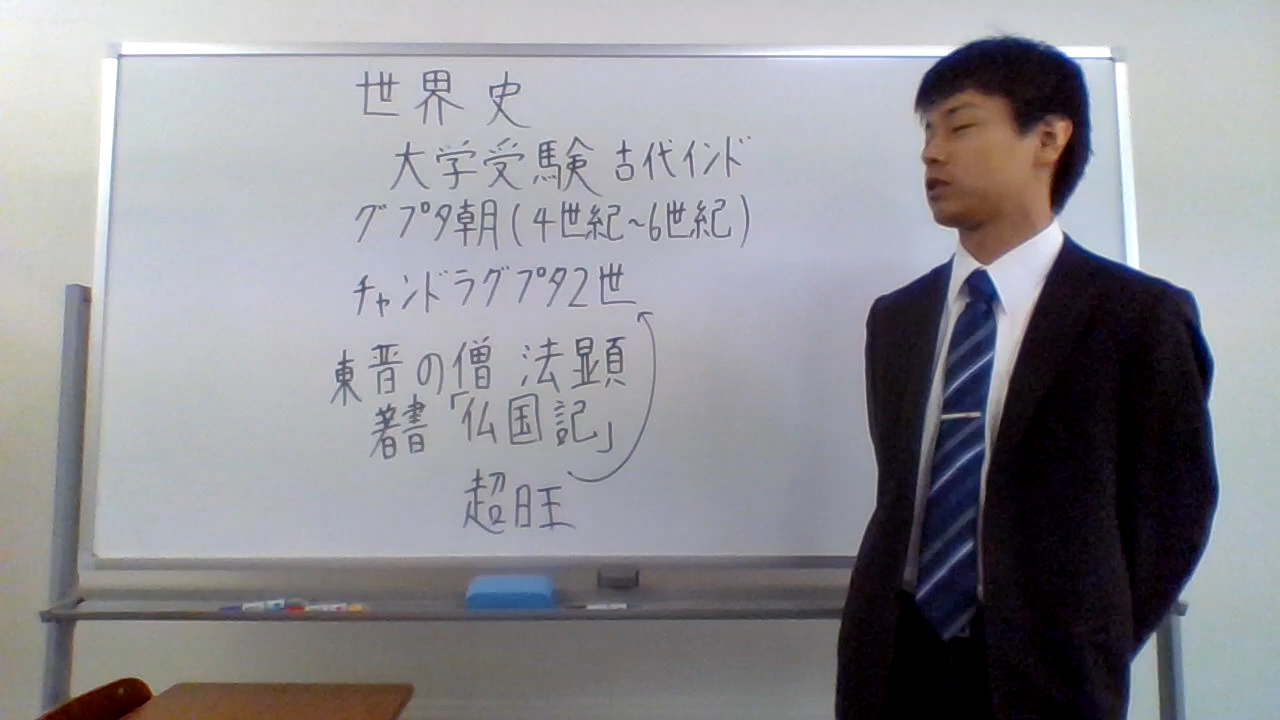 世界史
大学受験 古代インド
グプタ朝(4世紀~6世紀)
チャンドラグプタ2世
東晋の僧 法顕
著書「仏国記」
超日王